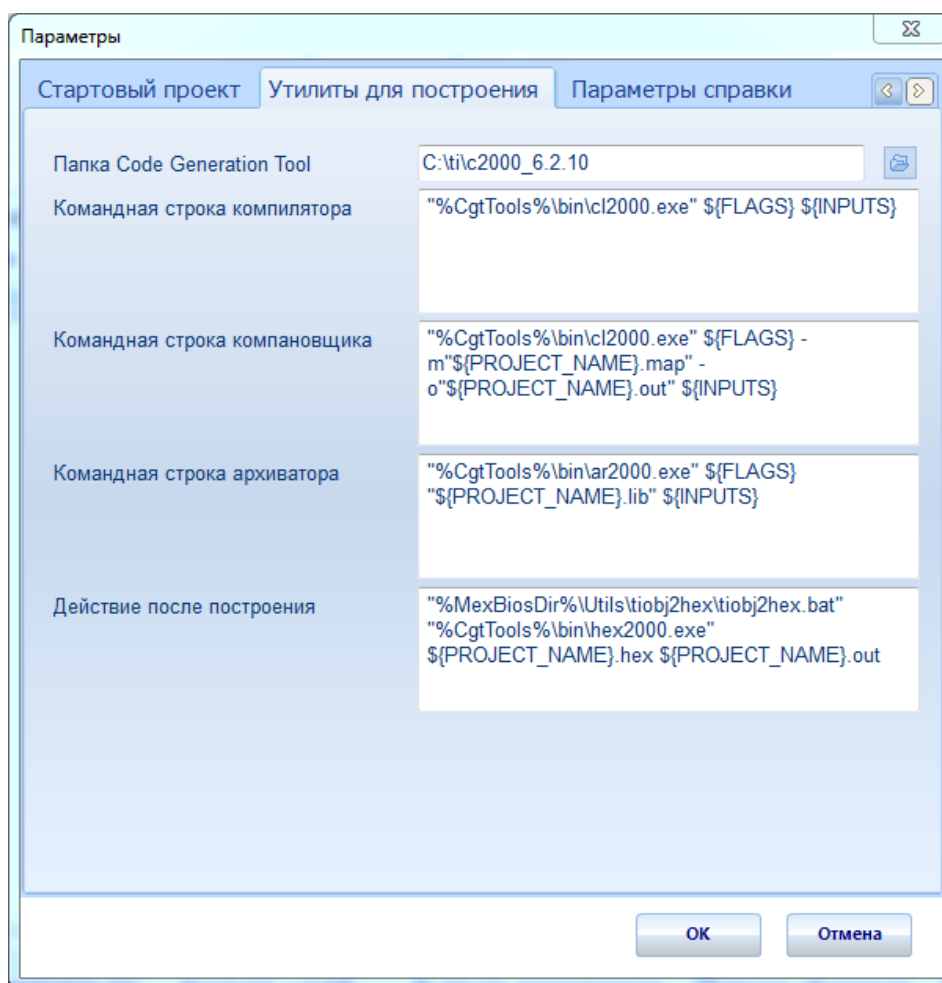 Параметры
Стартовый проект Утилиты для построения Параметры справки
Папка Code Generation Tool C:\ti\c2000_6.2.10
Командная строка компилятора "%CgtTools%\bin\cl2000.exe" ${FLAGS} ${INPUTS}
Командная строка компановщика "%CgtTools%\bin\cl2000.exe" ${FLAGS} -
m"${PROJECT_NAME}.map" -
o"${PROJECT_NAME}.out" ${INPUTS}
Командная строка архиватора "%CgtTools%\bin\ar2000.exe" ${FLAGS}
"${PROJECT_NAME}.lib" ${INPUTS}
Действие после построения "%MexBiosDir%\Utils\tiobj2hex\tiobj2hex.bat"
"%CgtTools%\bin\hex2000.exe"
${PROJECT_NAME}.hex ${PROJECT_NAME}.out
OK Отмена